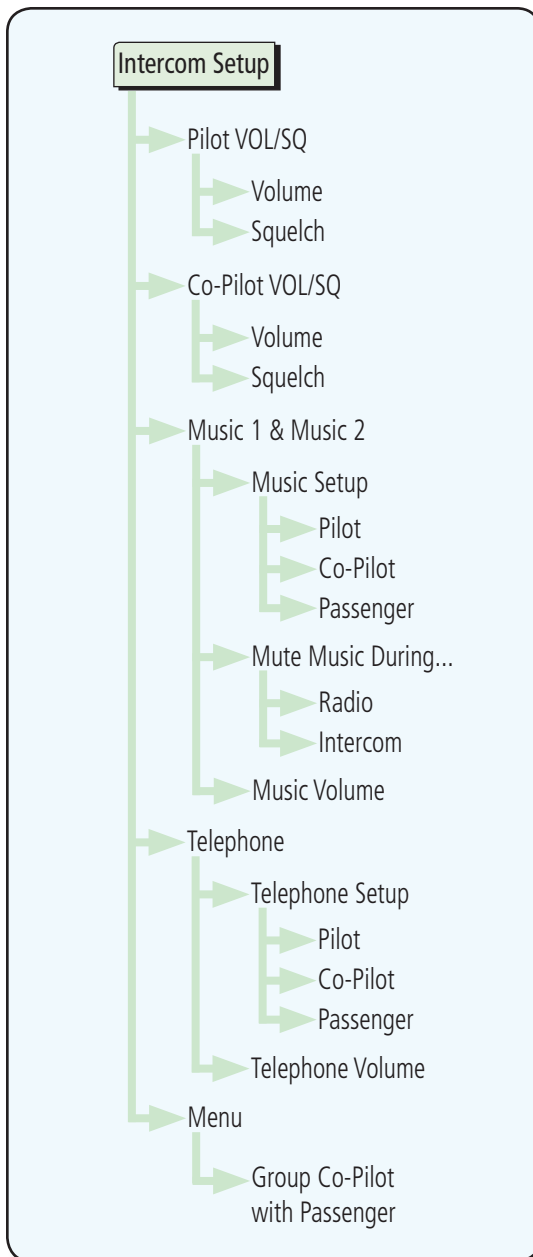 Intercom Setup
Pilot VOL/SQ
Volume
Squelch
Co-Pilot VOL/SQ
Volume
Squelch
Music 1 & Music 2
Music Setup
Pilot
Co-Pilot
Passenger
Mute Music During...
Radio
Intercom
Music Volume
Telephone
Telephone Setup
Pilot
Co-Pilot
Passenger
Telephone Volume
Menu
Group Co-Pilot
with Passenger